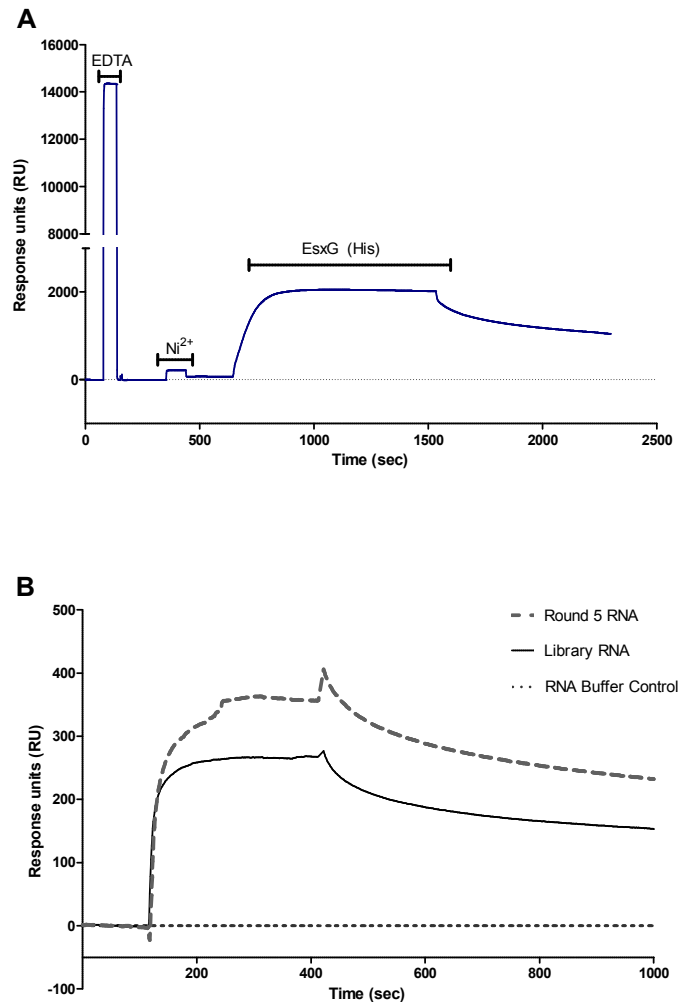 A
16000
EDTA
14000
12000
10000
8000
Response units (RU)
EsxG (His)
2000
Ni2+
0
0 500 1000 1500 2000 2500
Time (sec)
B
500
Round 5 RNA
400
Library RNA
RNA Buffer Control
300
Response units (RU)
200
100
0
200 400 600 800 1000
-100
Time (sec)